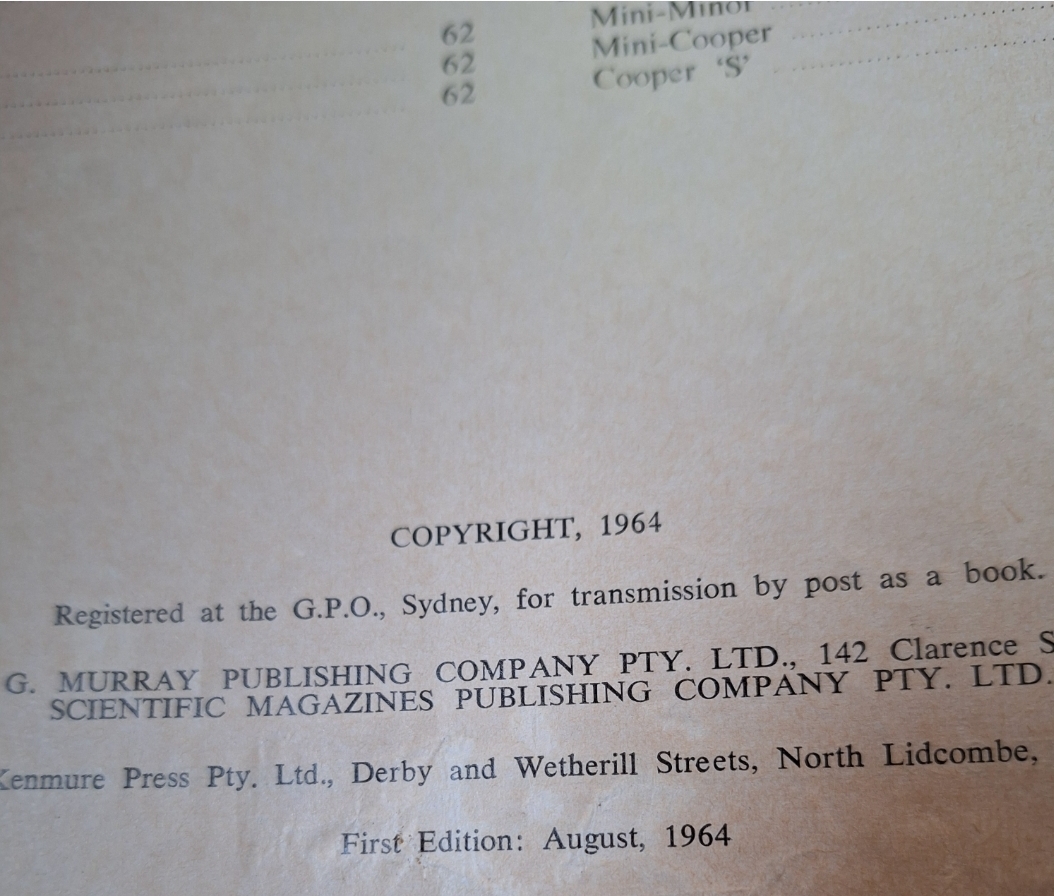 62
62
62
Mini-Minor
Mini-Cooper
Cooper 'S'
COPYRIGHT, 1964
Registered at the G.P.O., Sydney, for transmission by post as a book.
G. MURRAY PUBLISHING COMPANY PTY. LTD., 142 Clarence S
SCIENTIFIC MAGAZINES PUBLISHING COMPANY PTY. LTD.
Kenmure Press Pty. Ltd., Derby and Wetherill Streets, North Lidcombe,
First Edition: August, 1964